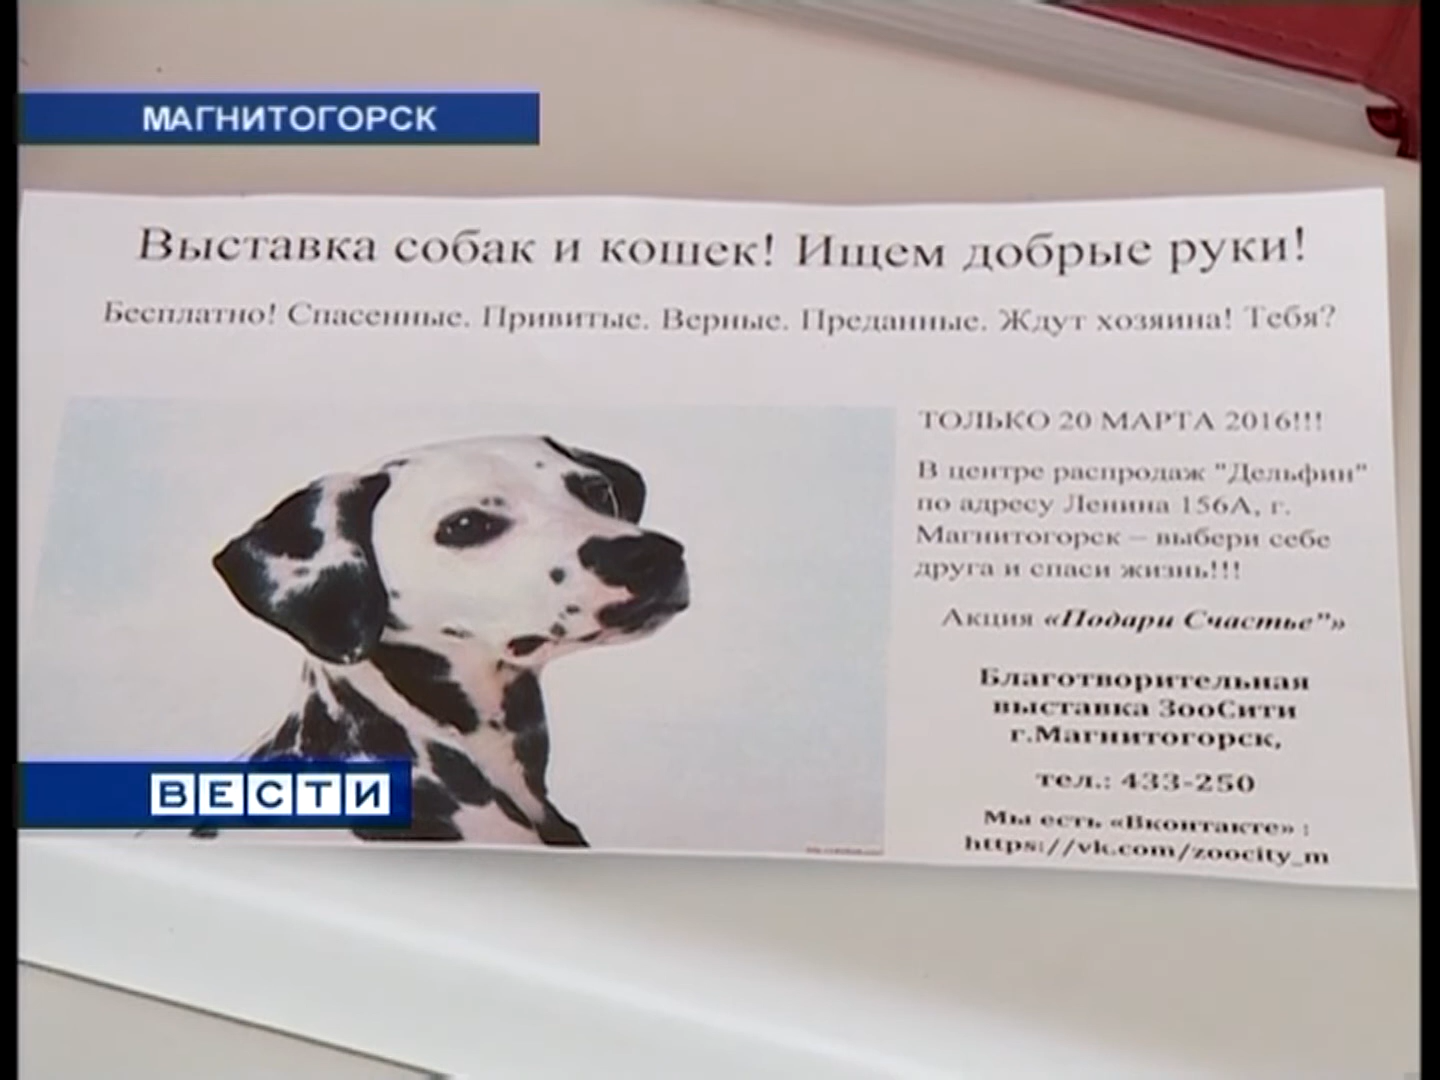 МАГНИТОГОРСК
Выставка собак и кошек! Ищем добрые руки!
Бесплатно! Спасенные. Привитые. Верные. Преданные. Ждут хозяина! Тебя?
ТОЛЬКО 20 МАРТА 2016!!!
В центре распродаж "Дельфин"
по адресу Ленина 156А, г.
Магнитогорск – выбери себе
друга и спаси жизнь!!!
Акция «Подари Счастье"»
Благотворительная
выставка ЗооСити
г.Магнитогорск,
тел.: 433-250
Мы есть «Вконтакте» :
https://vk.com/zoocity_m
ВЕСТИ